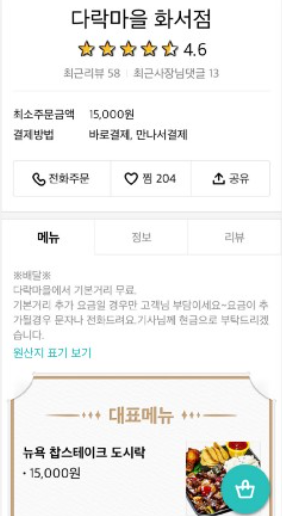 다락마을 화서점
4.6
최근리뷰 58 | 최근사장님댓글 13
최소주문금액 15,000원
결제방법 바로결제, 만나서결제
전화주문 찜 204 공유
메뉴 정보 리뷰
※배달※
다락마을에서 기본거리 무료.
기본거리 추가 요금일 경우만 고객님 부담이세요~요금이 추
가될경우 문자나 전화드려요.기사님께 현금으로 부탁드리겠
습니다.
원산지 표기 보기
대표메뉴
뉴욕 찹스테이크 도시락
• 15,000원